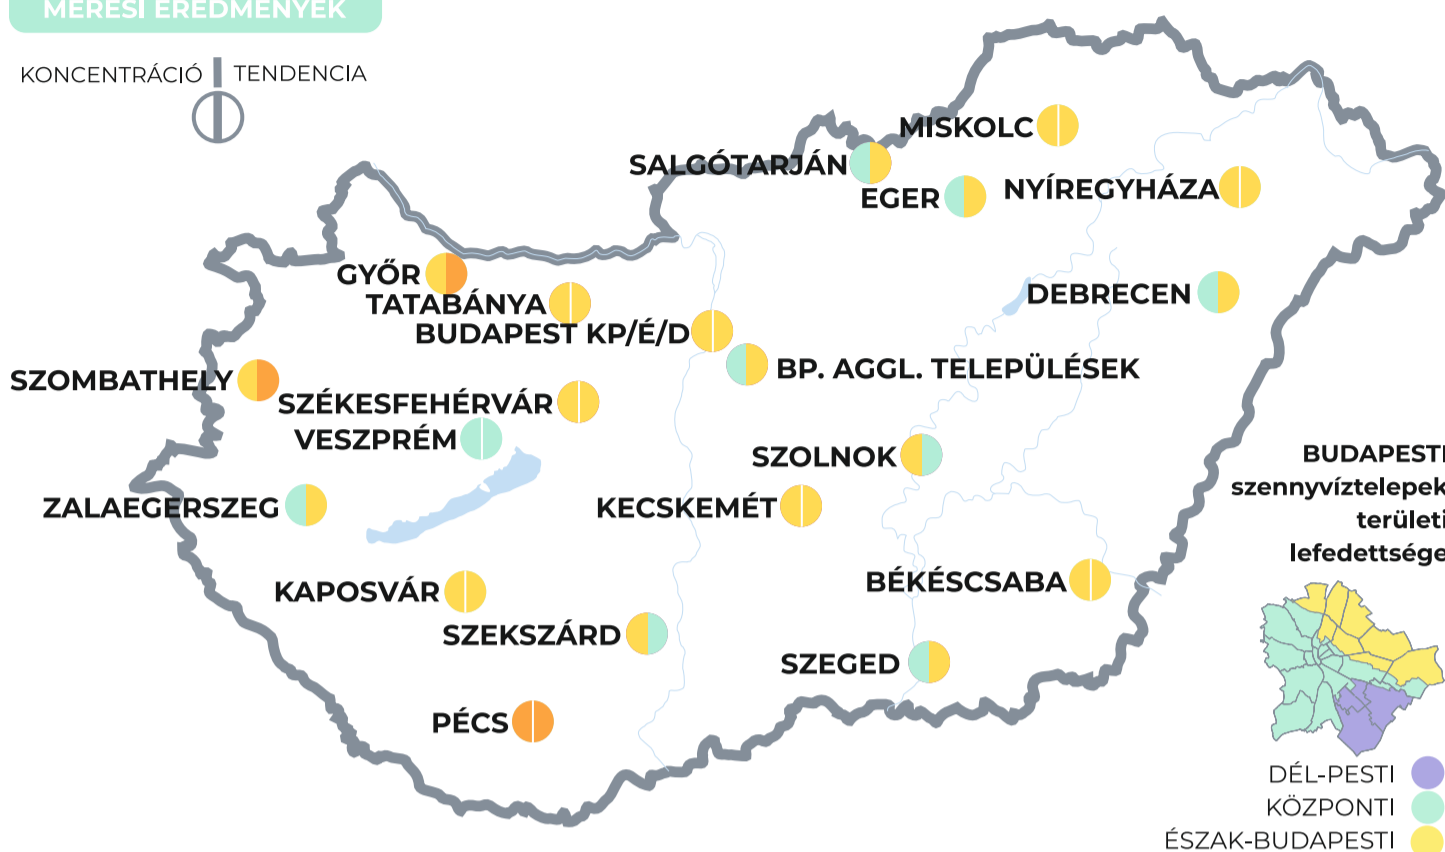 MÉRÉSI EREDMÉNYEK
KONCENTRÁCIÓ TENDENCIA
MISKOLC
SALGÓTARJÁN
EGER
NYÍREGYHÁZA
GYŐR
TATABÁNYA
DEBRECEN
BUDAPEST KP/É/D
BP. AGGL. TELEPÜLÉSEK
SZOMBATHELY
SZÉKESFEHÉRVÁR
VESZPRÉM
SZOLNOK
ZALAEGERSZEG
KECSKEMÉT
BUDAPESTI
szennyvíztelepek
területi
lefedettsége
BÉKÉSCSABA
KAPOSVÁR
SZEKSZÁRD
SZEGED
PÉCS
DÉL-PESTI
KÖZPONTI
ÉSZAK-BUDAPESTI